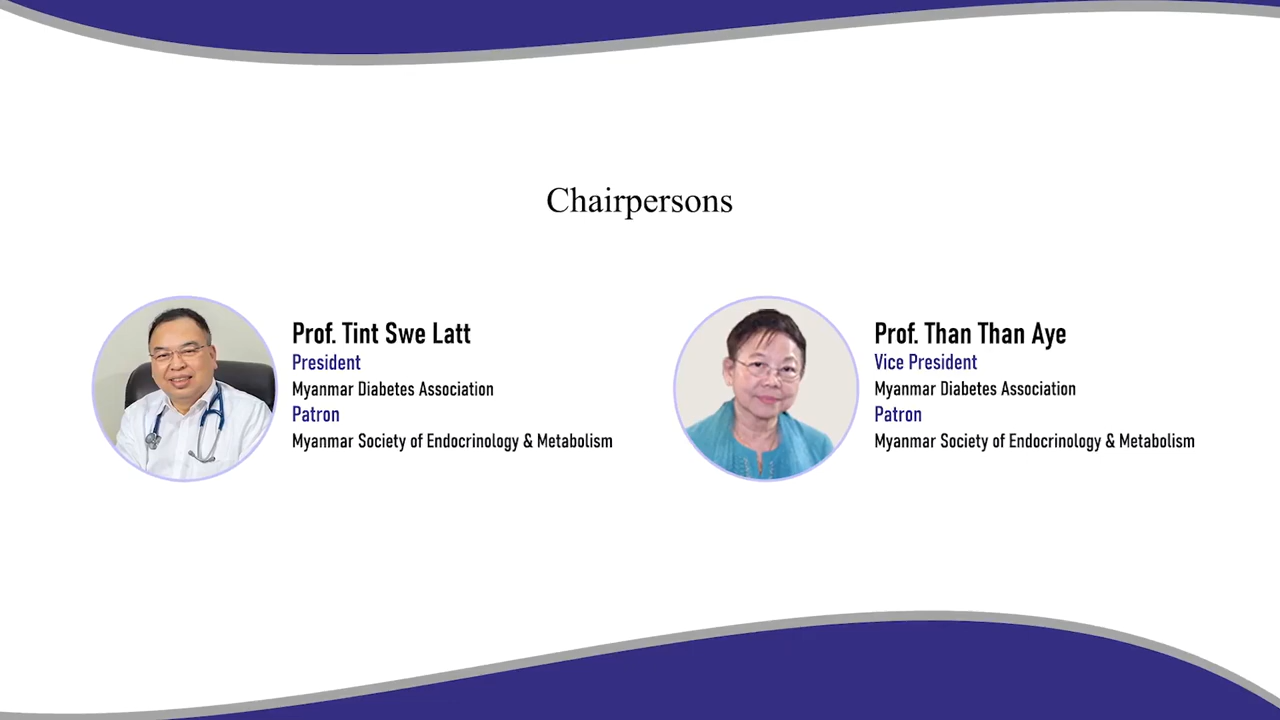 Chairpersons
Prof. Tint Swe Latt
President
Myanmar Diabetes Association
Patron
Myanmar Society of Endocrinology & Metabolism
Prof. Than Than Aye
Vice President
Myanmar Diabetes Association
Patron
Myanmar Society of Endocrinology & Metabolism